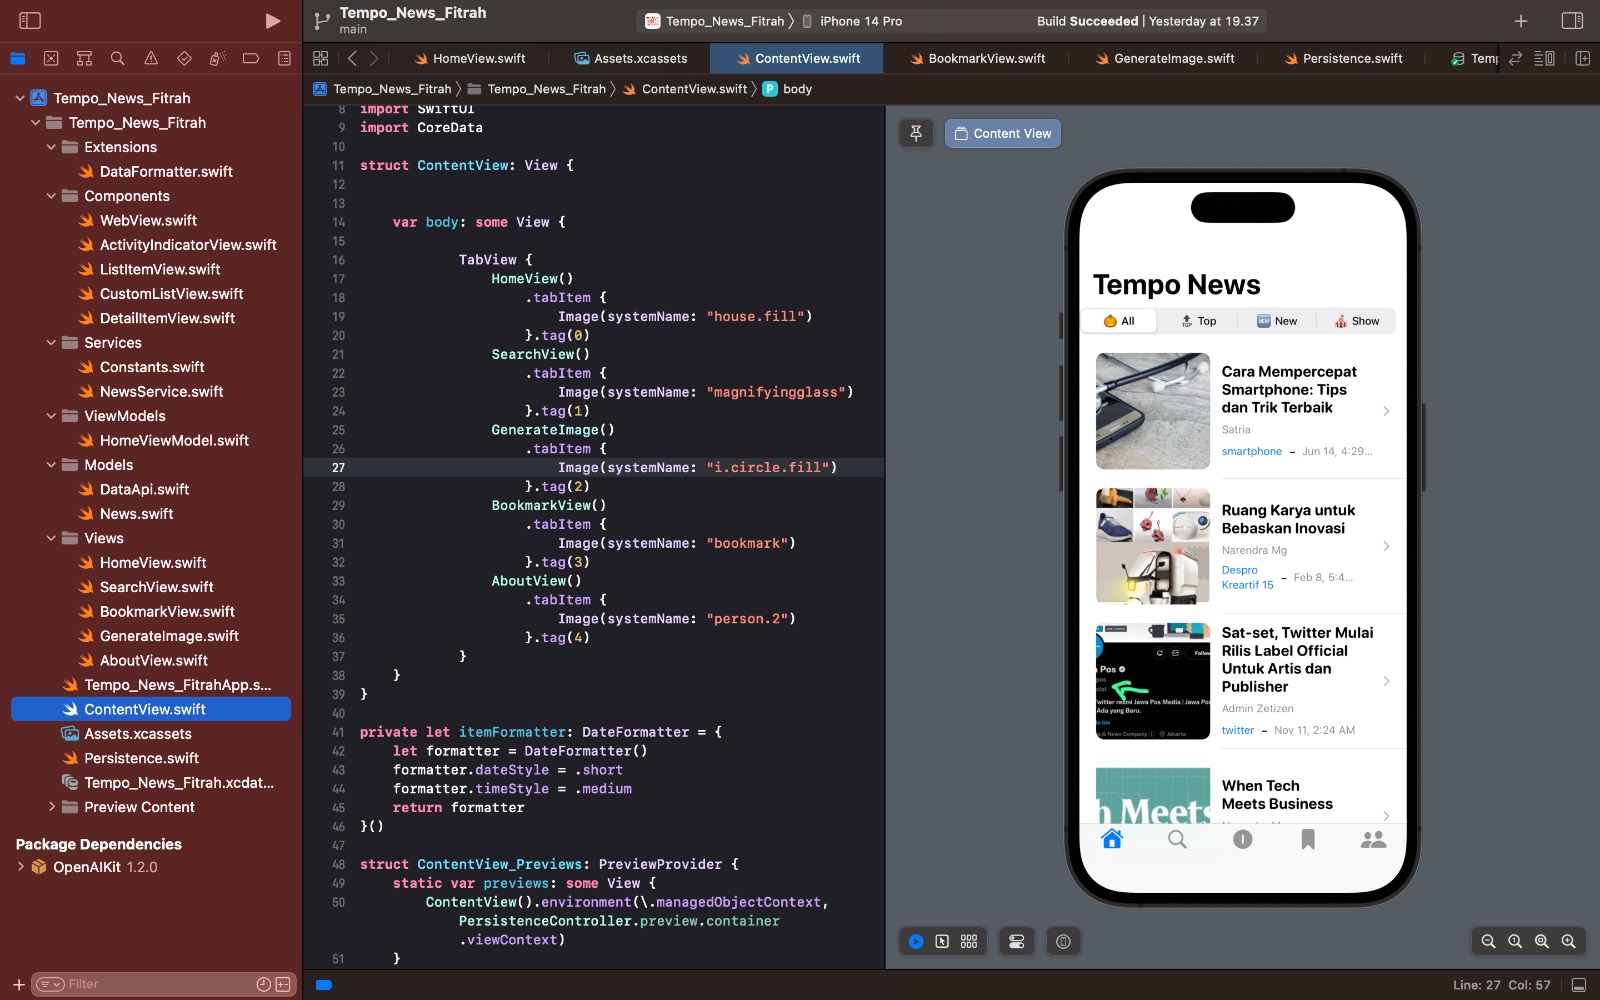 Tempo_News_Fitrah
main
Tempo_News_Fitrah
iPhone 14 Pro
Build Succeeded | Yesterday at 19.37
HomeView.swift
Assets.xcassets
ContentView.swift
BookmarkView.swift
GenerateImage.swift
Persistence.swift
Tempo_News_Fitrah
Tempo_News_Fitrah
ContentView.swift
P body
Tempo_News_Fitrah
Tempo_News_Fitrah
Extensions
DataFormatter.swift
Components
WebView.swift
ActivityIndicatorView.swift
ListItemView.swift
CustomListView.swift
DetailItemView.swift
Services
Constants.swift
NewsService.swift
ViewModels
HomeViewModel.swift
Models
DataApi.swift
News.swift
Views
HomeView.swift
SearchView.swift
BookmarkView.swift
GenerateImage.swift
AboutView.swift
Tempo_News_FitrahApp.s...
ContentView.swift
Assets.xcassets
Persistence.swift
Tempo_News_Fitrah.xcdat...
Preview Content
Package Dependencies
OpenAIKit 1.2.0
Filter
8 import SwiftUI
9 import CoreData
10
11 struct ContentView: View {
12
13
14 var body: some View {
15
16 TabView {
17 HomeView()
18 .tabItem {
19 Image(systemName: "house.fill")
20 }.tag(0)
21 SearchView()
22 .tabItem {
23 Image(systemName: "magnifyingglass")
24 }.tag(1)
25 GenerateImage()
26 .tabItem {
27 Image(systemName: "i.circle.fill")
28 }.tag(2)
29 BookmarkView()
30 .tabItem {
31 Image(systemName: "bookmark")
32 }.tag(3)
33 AboutView()
34 .tabItem {
35 Image(systemName: "person.2")
36 }.tag(4)
37 }
38 }
39 }
40
41 private let itemFormatter: DateFormatter = {
42 let formatter = DateFormatter()
43 formatter.dateStyle = .short
44 formatter.timeStyle = .medium
45 return formatter
46 }()
47
48 struct ContentView_Previews: PreviewProvider {
49 static var previews: some View {
50 ContentView().environment(\.managedObjectContext,
PersistenceController.preview.container
.viewContext)
51 }
Content View
Tempo News
All
TOP Top
NEW New
Show
Cara Mempercepat
Smartphone: Tips
dan Trik Terbaik
Satria
smartphone - Jun 14, 4:29...
Ruang Karya untuk
Bebaskan Inovasi
Narendra Mg
Despro
Kreartif 15 - Feb 8, 5:4...
Pos
Sat-set, Twitter Mulai
Rilis Label Official
Untuk Artis dan
Publisher
Admin Zetizen
twitter - Nov 11, 2:24 AM
h Meets
When Tech
Meets Business
Line: 27 Col: 57